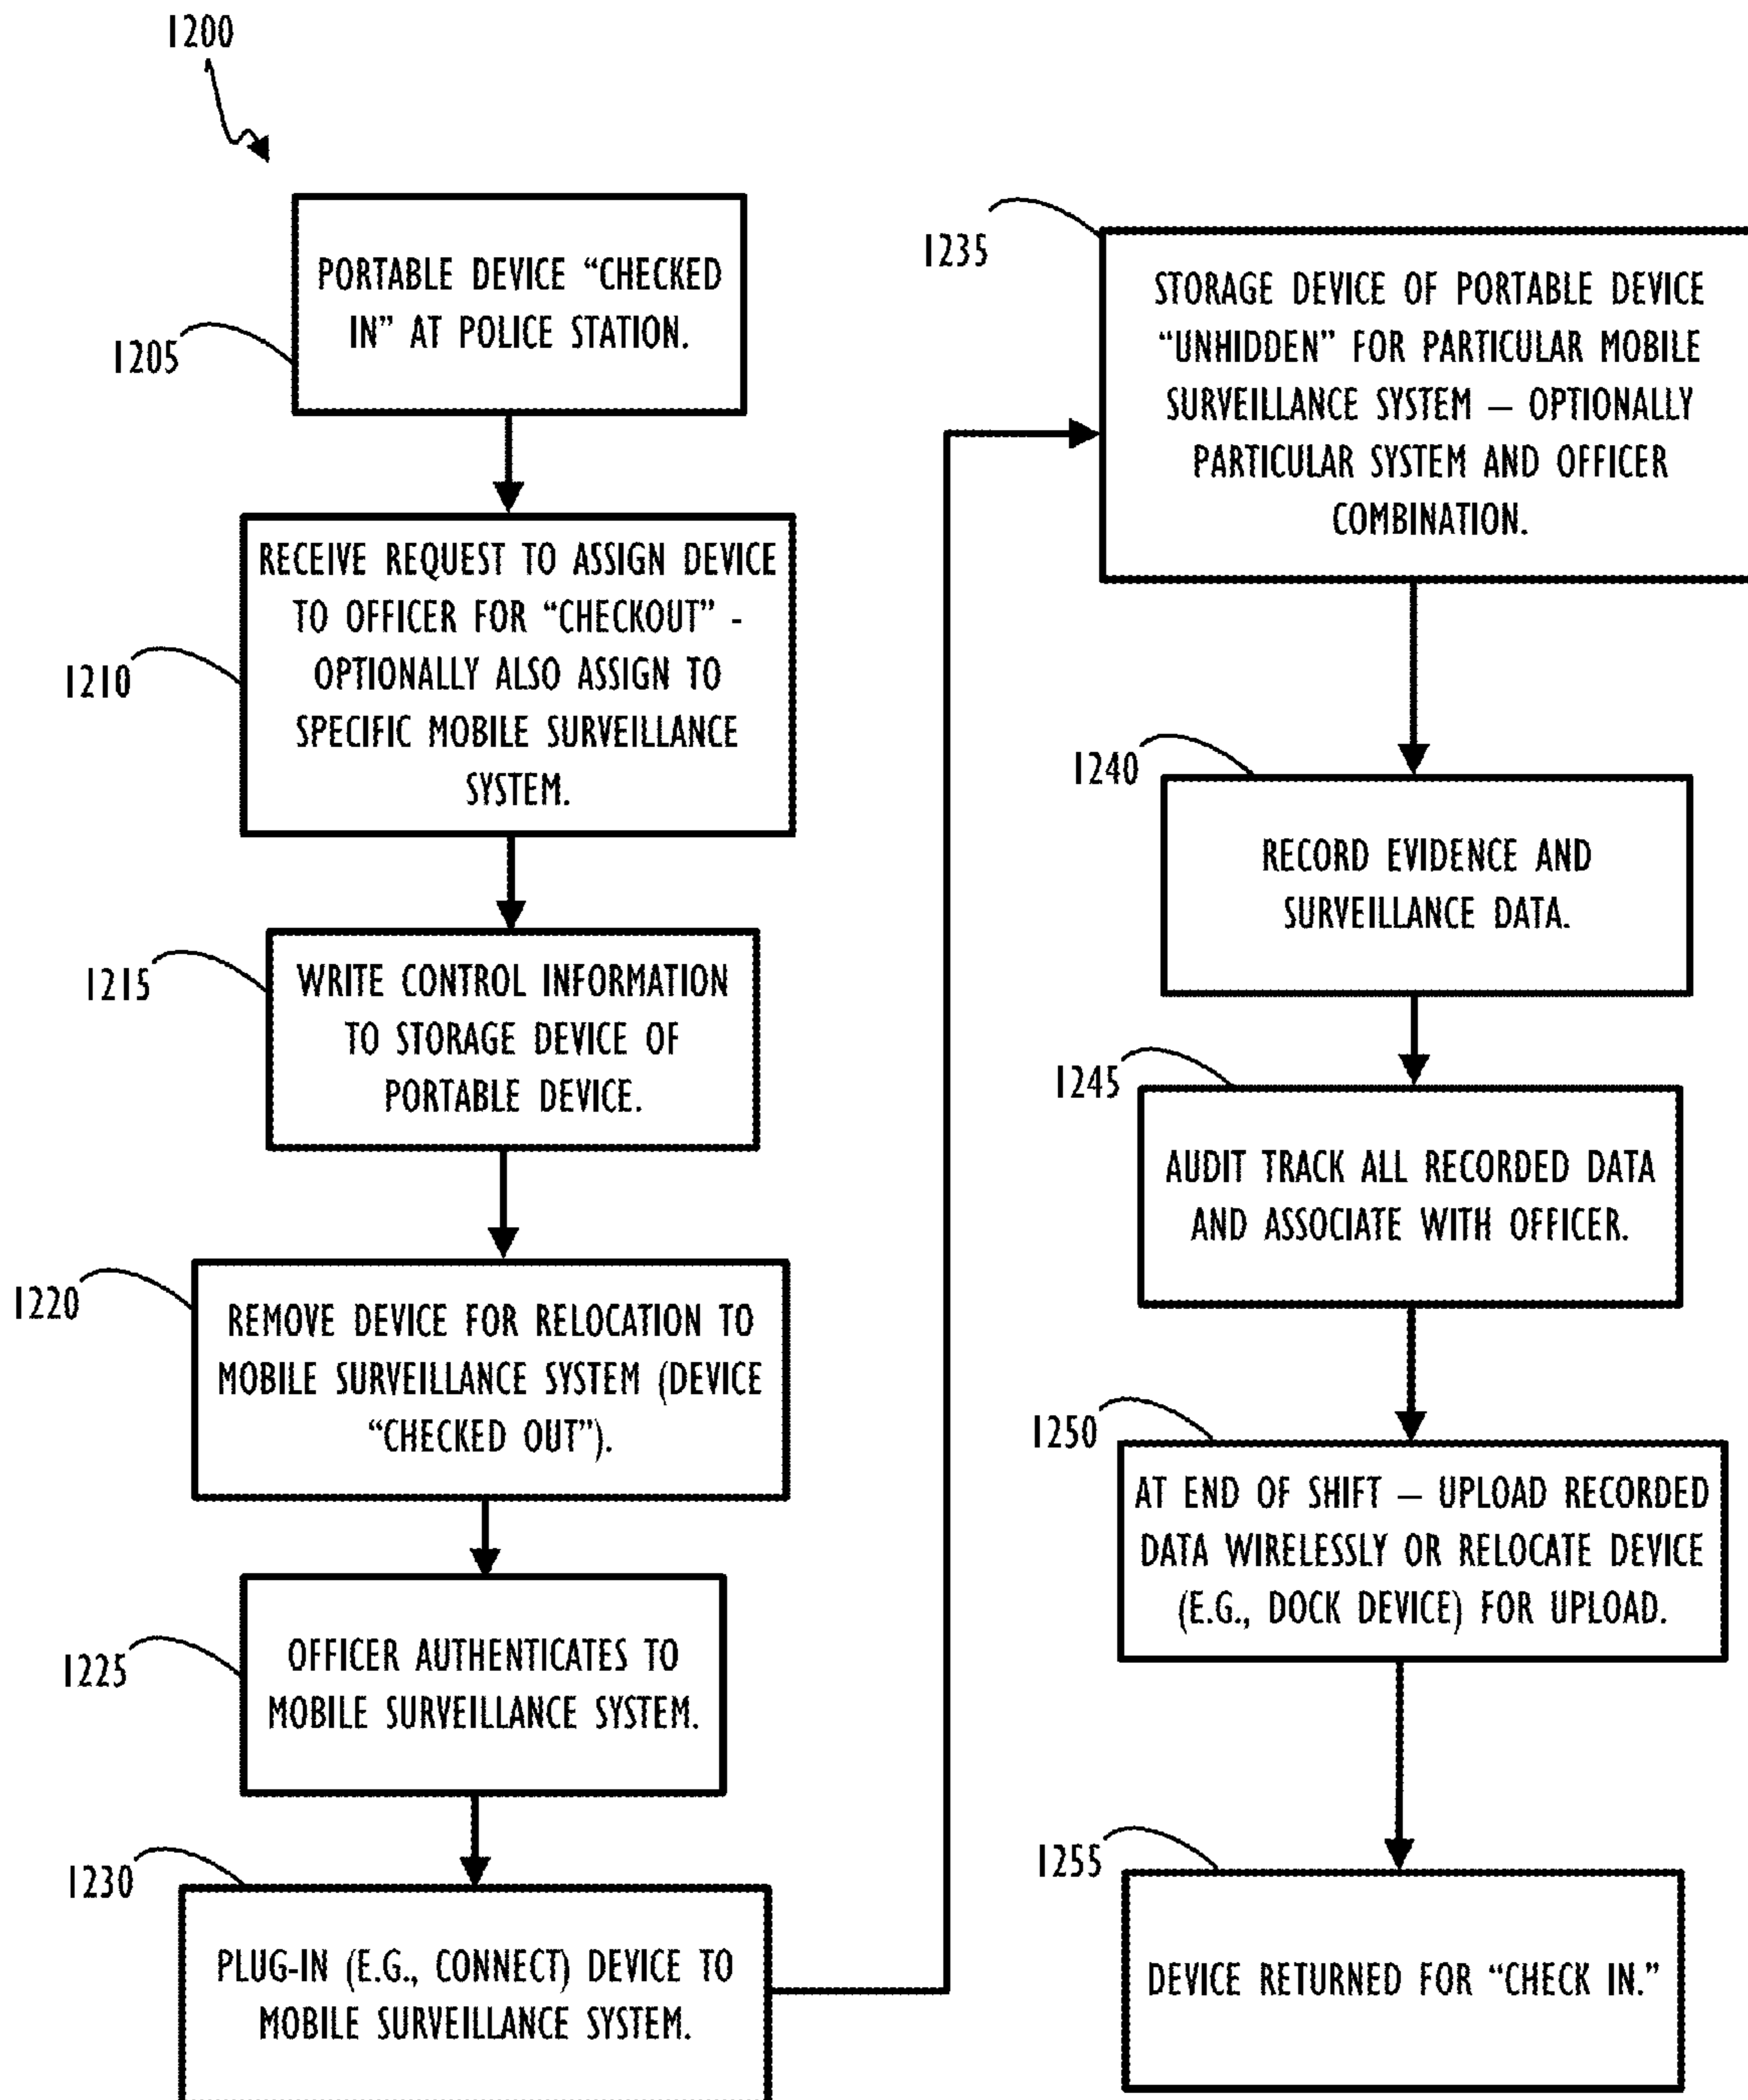 1200
PORTABLE DEVICE “CHECKED
IN” AT POLICE STATION.
1205
RECEIVE REQUEST TO ASSIGN DEVICE
TO OFFICER FOR “CHECKOUT” -
OPTIONALLY ALSO ASSIGN TO
SPECIFIC MOBILE SURVEILLANCE
SYSTEM.
1210
WRITE CONTROL INFORMATION
TO STORAGE DEVICE OF
PORTABLE DEVICE.
1215
REMOVE DEVICE FOR RELOCATION TO
MOBILE SURVEILLANCE SYSTEM (DEVICE
“CHECKED OUT”).
1220
OFFICER AUTHENTICATES TO
MOBILE SURVEILLANCE SYSTEM.
1225
PLUG-IN (E.G., CONNECT) DEVICE TO
MOBILE SURVEILLANCE SYSTEM.
1230
1235
STORAGE DEVICE OF PORTABLE DEVICE
“UNHIDDEN” FOR PARTICULAR MOBILE
SURVEILLANCE SYSTEM – OPTIONALLY
PARTICULAR SYSTEM AND OFFICER
COMBINATION.
1240
RECORD EVIDENCE AND
SURVEILLANCE DATA.
1245
AUDIT TRACK ALL RECORDED DATA
AND ASSOCIATE WITH OFFICER.
1250
AT END OF SHIFT – UPLOAD RECORDED
DATA WIRELESSLY OR RELOCATE DEVICE
(E.G., DOCK DEVICE) FOR UPLOAD.
1255
DEVICE RETURNED FOR “CHECK IN.”